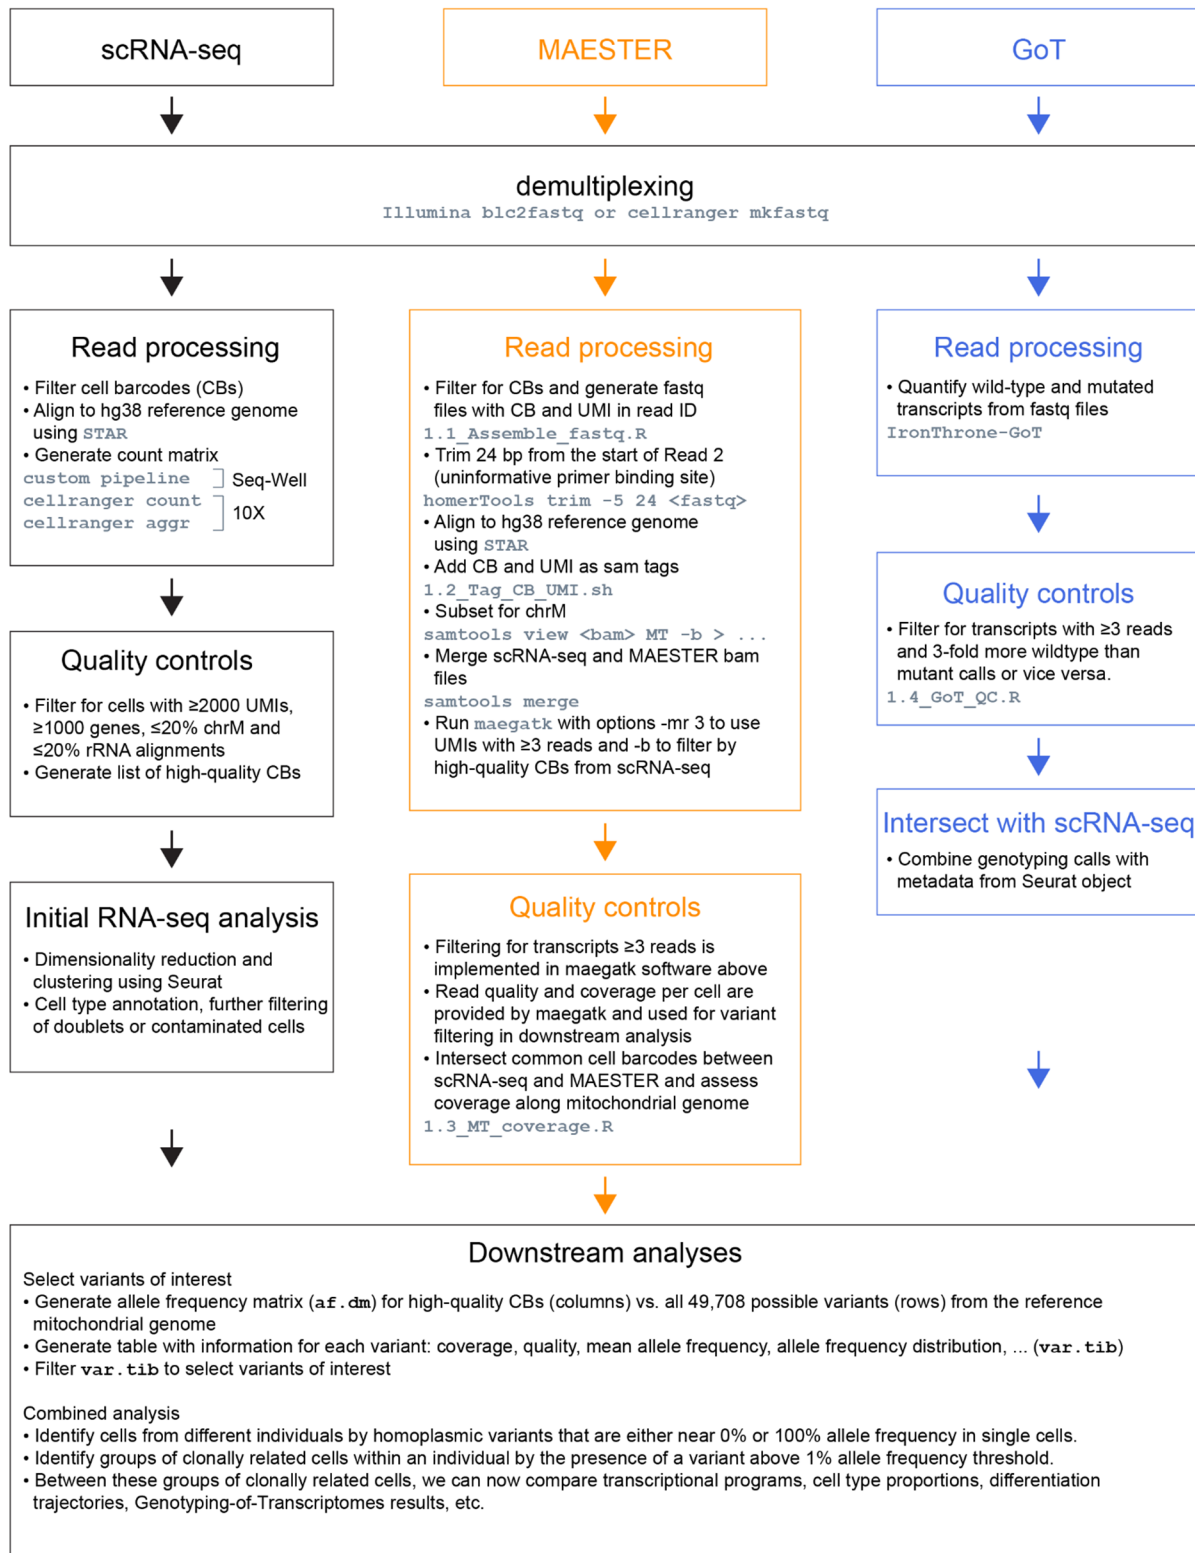 scRNA-seq
MAESTER
GoT
demultiplexing
Illumina blc2fastq or cellranger mkfastq
Read processing
• Filter cell barcodes (CBs)
• Align to hg38 reference genome
using STAR
• Generate count matrix
custom pipeline
Seq-Well
cellranger count
cellranger aggr
10X
Quality controls
• Filter for cells with ≥2000 UMIs,
≥1000 genes, ≤20% chrM and
≤20% rRNA alignments
• Generate list of high-quality CBs
Initial RNA-seq analysis
• Dimensionality reduction and
clustering using Seurat
• Cell type annotation, further filtering
of doublets or contaminated cells
Read processing
• Filter for CBs and generate fastq
files with CB and UMI in read ID
1.1_Assemble_fastq.R
• Trim 24 bp from the start of Read 2
(uninformative primer binding site)
homerTools trim -5 24 <fastq>
• Align to hg38 reference genome
using STAR
• Add CB and UMI as sam tags
1.2_Tag_CB_UMI.sh
• Subset for chrM
samtools view <bam> MT -b > ...
• Merge scRNA-seq and MAESTER bam
files
samtools merge
• Run maegatk with options -mr 3 to use
UMIs with ≥3 reads and -b to filter by
high-quality CBs from scRNA-seq
Quality controls
• Filtering for transcripts ≥3 reads is
implemented in maegatk software above
• Read quality and coverage per cell are
provided by maegatk and used for variant
filtering in downstream analysis
• Intersect common cell barcodes between
scRNA-seq and MAESTER and assess
coverage along mitochondrial genome
1.3_MT_coverage.R
Read processing
• Quantify wild-type and mutated
transcripts from fastq files
IronThrone-GoT
Quality controls
• Filter for transcripts with ≥3 reads
and 3-fold more wildtype than
mutant calls or vice versa.
1.4_GoT_QC.R
Intersect with scRNA-seq
• Combine genotyping calls with
metadata from Seurat object
Downstream analyses
Select variants of interest
• Generate allele frequency matrix (af.dm) for high-quality CBs (columns) vs. all 49,708 possible variants (rows) from the reference
mitochondrial genome
• Generate table with information for each variant: coverage, quality, mean allele frequency, allele frequency distribution, ... (var.tib)
• Filter var.tib to select variants of interest
Combined analysis
• Identify cells from different individuals by homoplasmic variants that are either near 0% or 100% allele frequency in single cells.
• Identify groups of clonally related cells within an individual by the presence of a variant above 1% allele frequency threshold.
• Between these groups of clonally related cells, we can now compare transcriptional programs, cell type proportions, differentiation
trajectories, Genotyping-of-Transcriptomes results, etc.